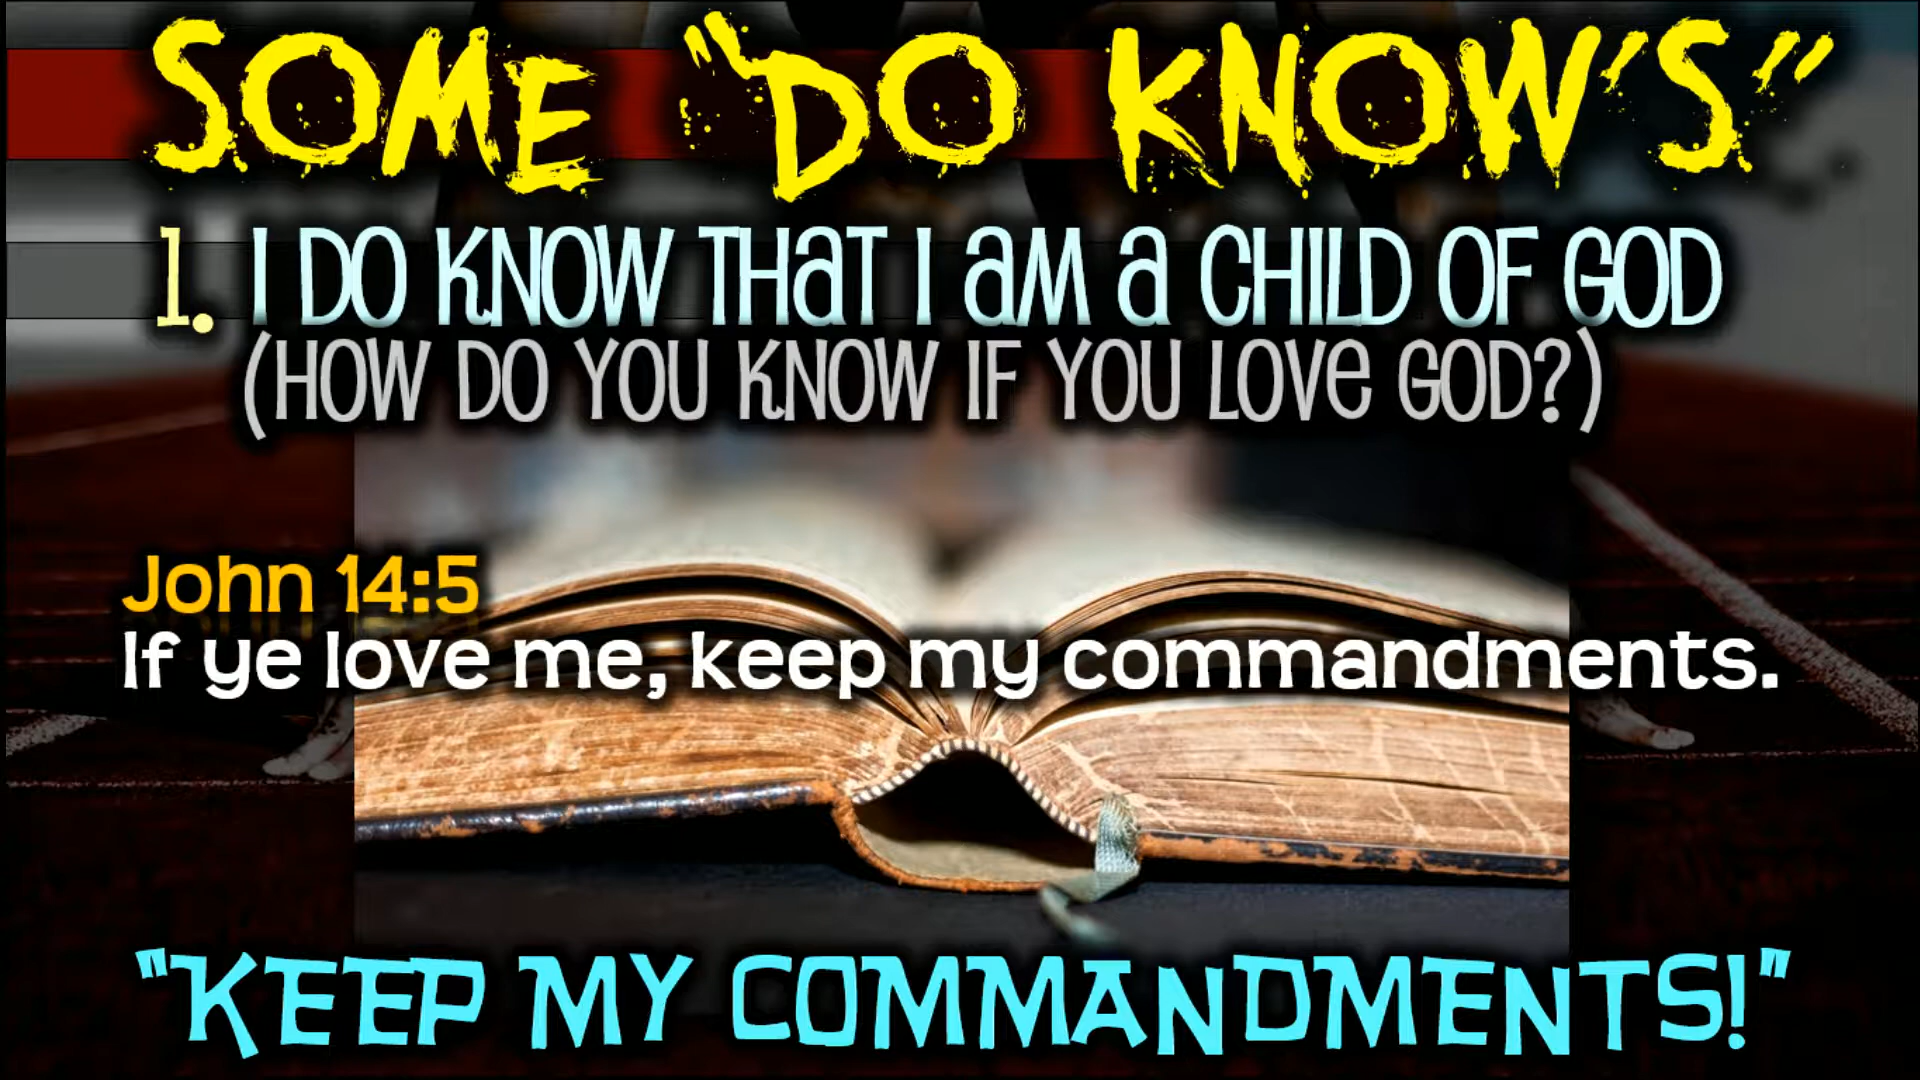 SOME "DO KNOW'S"
1. I DO KNOW THAT I AM A CHILD OF GOD
(HOW DO YOU KNOW IF YOU LOVE GOD?)
John 14:5
If ye love me, keep my commandments.
"KEEP MY COMMANDMENTS!"